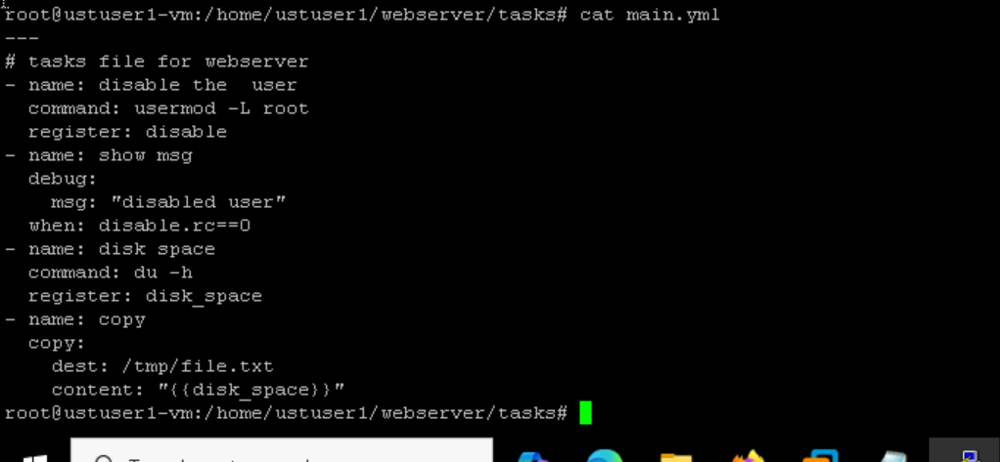 root@ustuser1-vm:/home/ustuser1/webserver/tasks# cat main.yml
---
# tasks file for webserver
- name: disable the  user
  command: usermod -L root
  register: disable
- name: show msg
  debug:
    msg: "disabled user"
  when: disable.rc==0
- name: disk space
  command: du -h
  register: disk_space
- name: copy
  copy:
    dest: /tmp/file.txt
    content: "{{disk_space}}"
root@ustuser1-vm:/home/ustuser1/webserver/tasks#